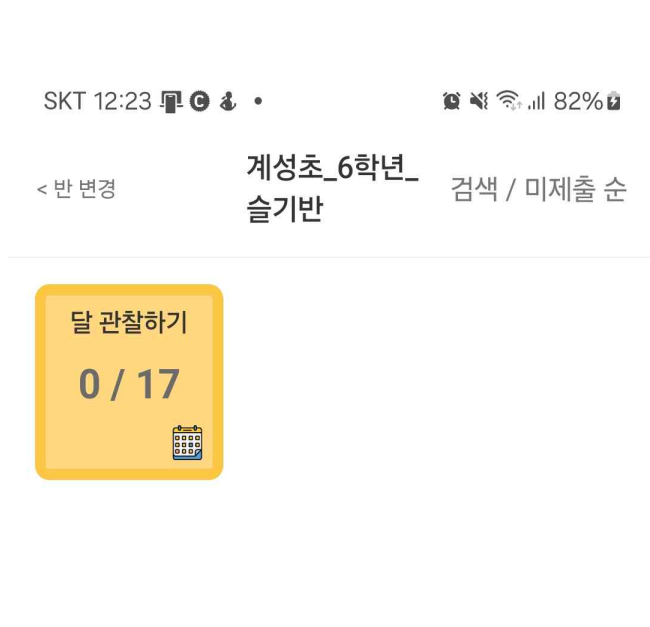 SKT 12:23
82%
< 반 변경
계성초_6학년_
슬기반
검색 / 미제출 순
달 관찰하기
0 / 17